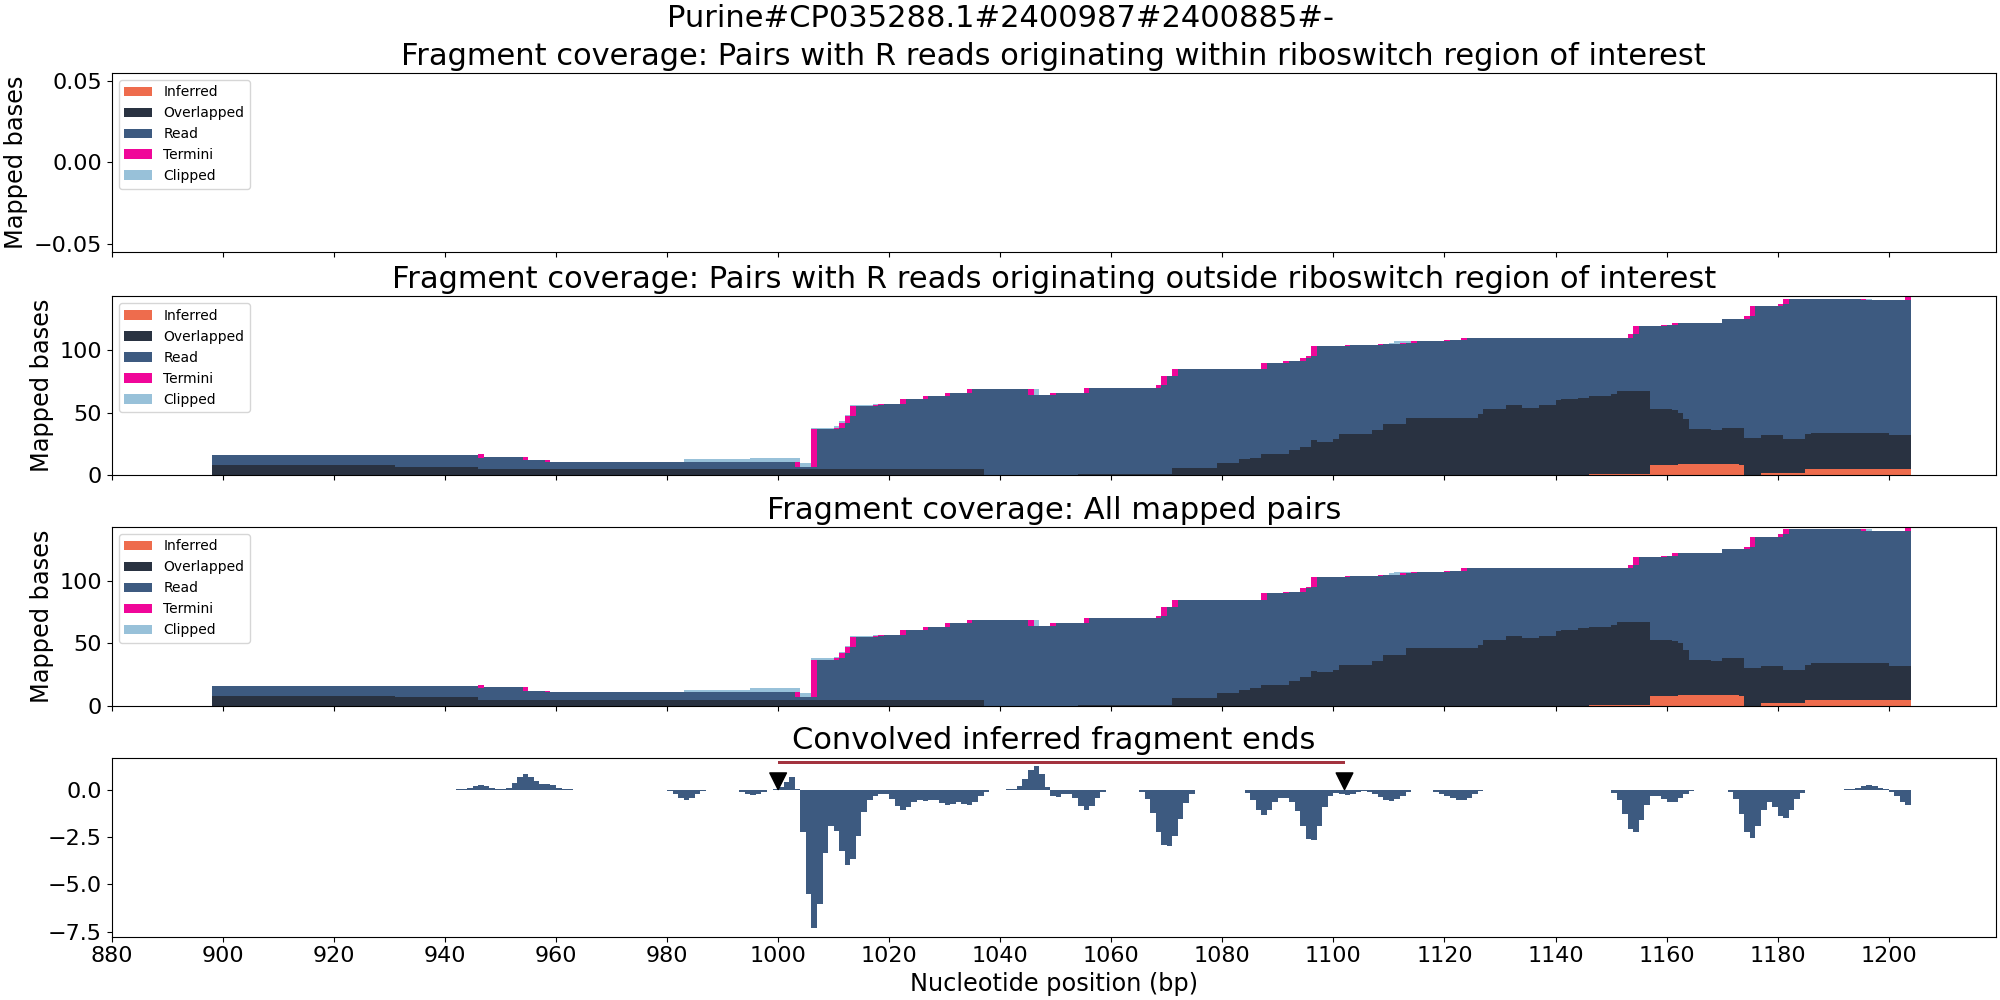 Purine#CP035288.1#2400987#2400885#-
Fragment coverage: Pairs with R reads originating within riboswitch region of interest
Mapped bases
0.05
0.00
−0.05
Inferred
Overlapped
Read
Termini
Clipped
Fragment coverage: Pairs with R reads originating outside riboswitch region of interest
Mapped bases
100
50
0
Inferred
Overlapped
Read
Termini
Clipped
Fragment coverage: All mapped pairs
Mapped bases
100
50
0
Inferred
Overlapped
Read
Termini
Clipped
Convolved inferred fragment ends
0.0
−2.5
−5.0
−7.5
880 900 920 940 960 980 1000 1020 1040 1060 1080 1100 1120 1140 1160 1180 1200
Nucleotide position (bp)